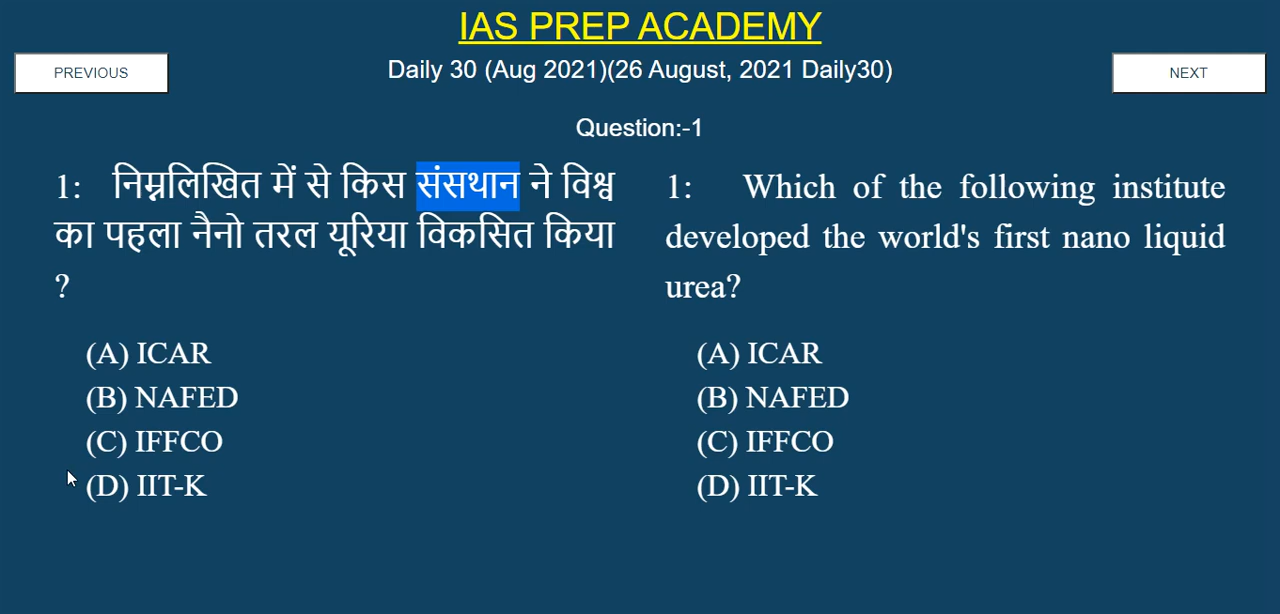 IAS PREP ACADEMY
PREVIOUS
Daily 30 (Aug 2021)(26 August, 2021 Daily30)
NEXT
Question:-1
1: निम्नलिखित में से किस संसथान ने विश्व
का पहला नैनो तरल यूरिया विकसित किया
?
(A) ICAR
(B) NAFED
(C) IFFCO
(D) IIT-K
1: Which of the following institute
developed the world's first nano liquid
urea?
(A) ICAR
(B) NAFED
(C) IFFCO
(D) IIT-K